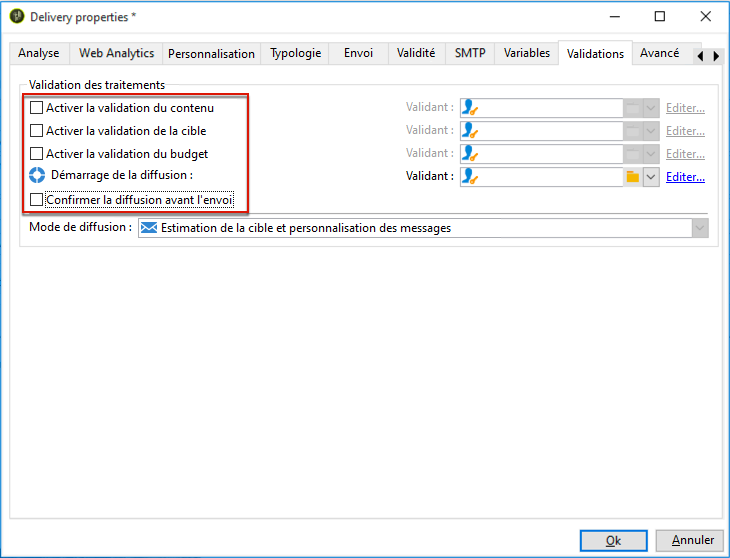 Delivery properties *
Analyse Web Analytics Personnalisation Typologie Envoi Validité SMTP Variables Validations Avancé
Validation des traitements
Activer la validation du contenu Validant : Editer...
Activer la validation de la cible Validant : Editer...
Activer la validation du budget Validant : Editer...
Démarrage de la diffusion : Validant : Editer...
Confirmer la diffusion avant l'envoi
Mode de diffusion : Estimation de la cible et personnalisation des messages
Ok Annuler